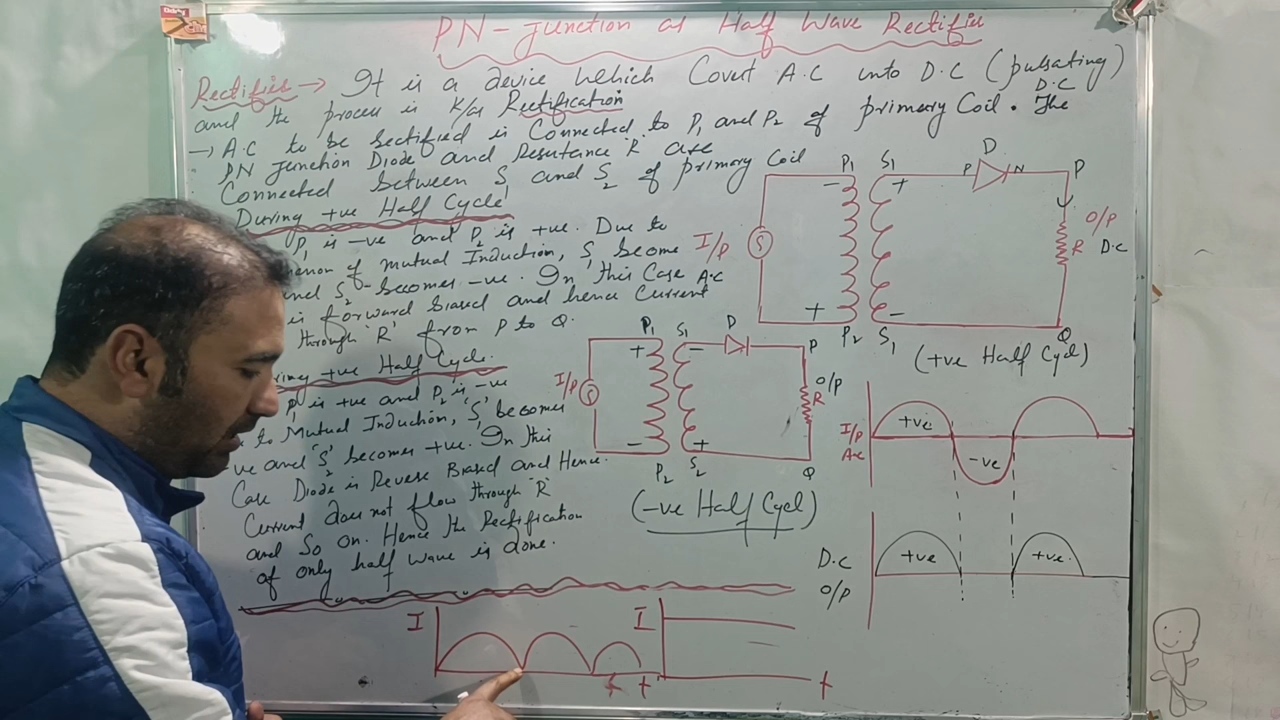 PN-Junction as Half Wave Rectifier
Rectifier → It is a device which Covert A.C into D.C (pulsating)
D.C
and the process is K/as Rectification
→ A.C to be Rectified is Connected to P1 and P2 of primary Coil. The
PN Junction Diode and Resistance R are
Connected between S1 and S2 of primary Coil
During +ve Half Cycle
P1 is -ve and P2 is +ve. Due to
of mutual Induction, S1 become
and S2 becomes -ve. In this Case A.C
is forward biased and hence Current
through 'R' from P to Q.
+ve Half Cycle.
P1 is +ve and P2 is -ve
to Mutual Induction, 'S1' becomes
ve and 'S2' becomes +ve. In this
Case Diode is Reverse Biased and Hence.
Current does not flow through 'R'
and So on. Hence the Rectification
of only half wave is done.
P1 S1 D
- + P N P
I/p S O/P
R D.C
+ -
P2 S1 Q
(+ve Half Cycl)
P1 S1 D
+ - P
I/p S O/P
R
- +
P2 S2 Q
(-ve Half Cycl)
I/p
A.c
+ve
-ve
D.C
O/P
+ve +ve
I I
t t t